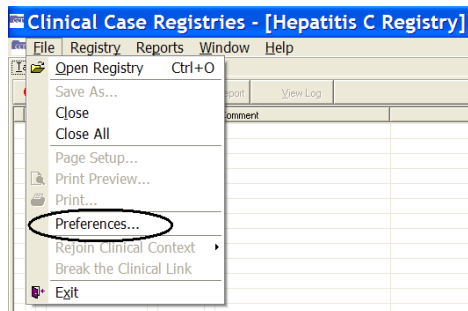 Clinical Case Registries - [Hepatitis C Registry]
File Registry Reports Window Help
Open Registry Ctrl+O
Save As...
View Log
Close
Comment
Close All
Page Setup...
Print Preview...
Print...
Preferences...
Rejoin Clinical Context
Break the Clinical Link
Exit